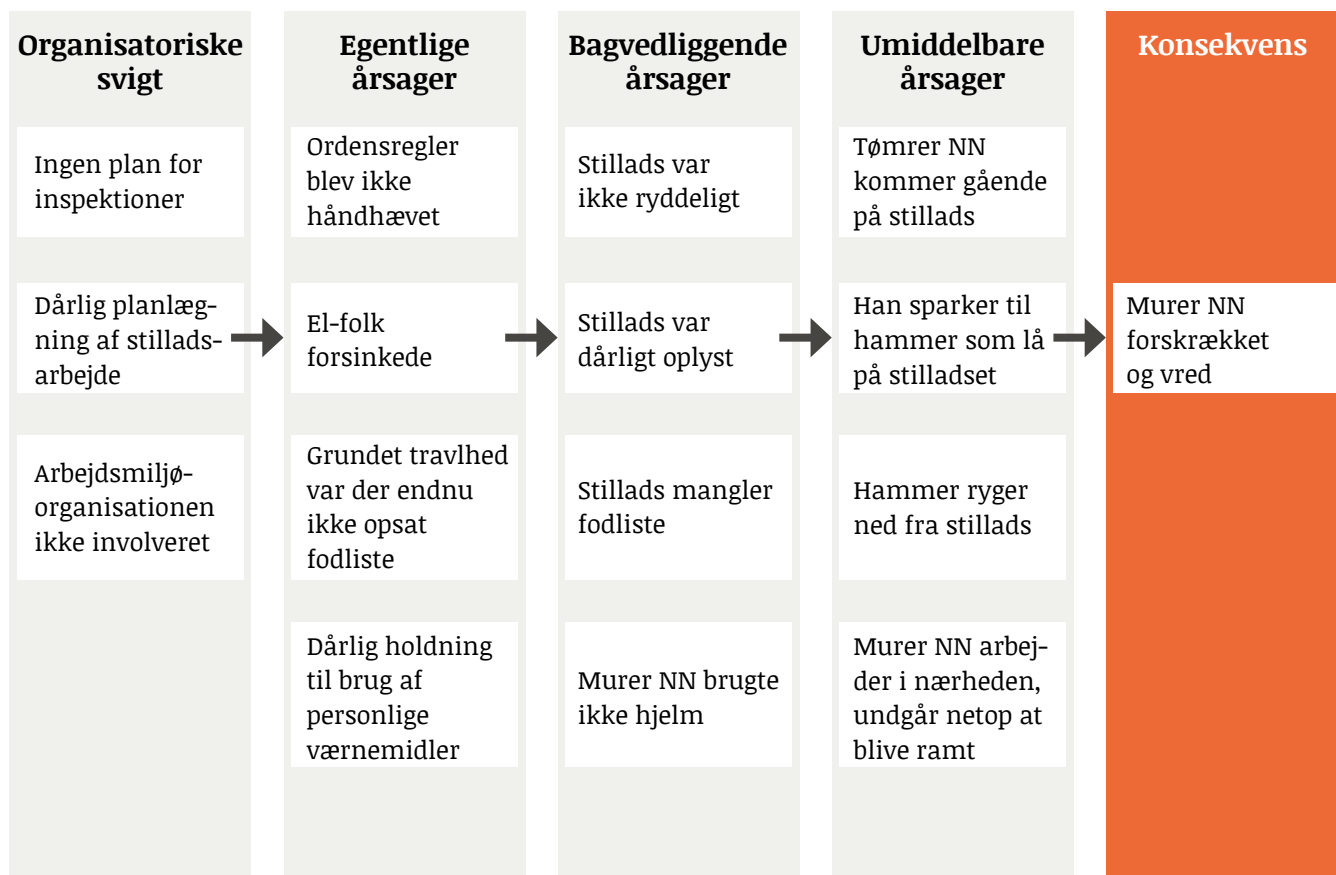 Organisatoriske
svigt
Ingen plan for
inspektioner
Dårlig planlæg-
ning af stillads-
arbejde
Arbejdsmiljø-
organisationen
ikke involveret
Egentlige
årsager
Ordensregler
blev ikke
håndhævet
El-folk
forsinkede
Grundet travlhed
var der endnu
ikke opsat
fodliste
Dårlig holdning
til brug af
personlige
værnemidler
Bagvedliggende
årsager
Stillads var
ikke ryddeligt
Stillads var
dårligt oplyst
Stillads mangler
fodliste
Murer NN brugte
ikke hjelm
Umiddelbare
årsager
Tømrer NN
kommer gående
på stillads
Han sparker til
hammer som lå
på stilladset
Hammer ryger
ned fra stillads
Murer NN arbej-
der i nærheden,
undgår netop at
blive ramt
Konsekvens
Murer NN
forskrækket
og vred